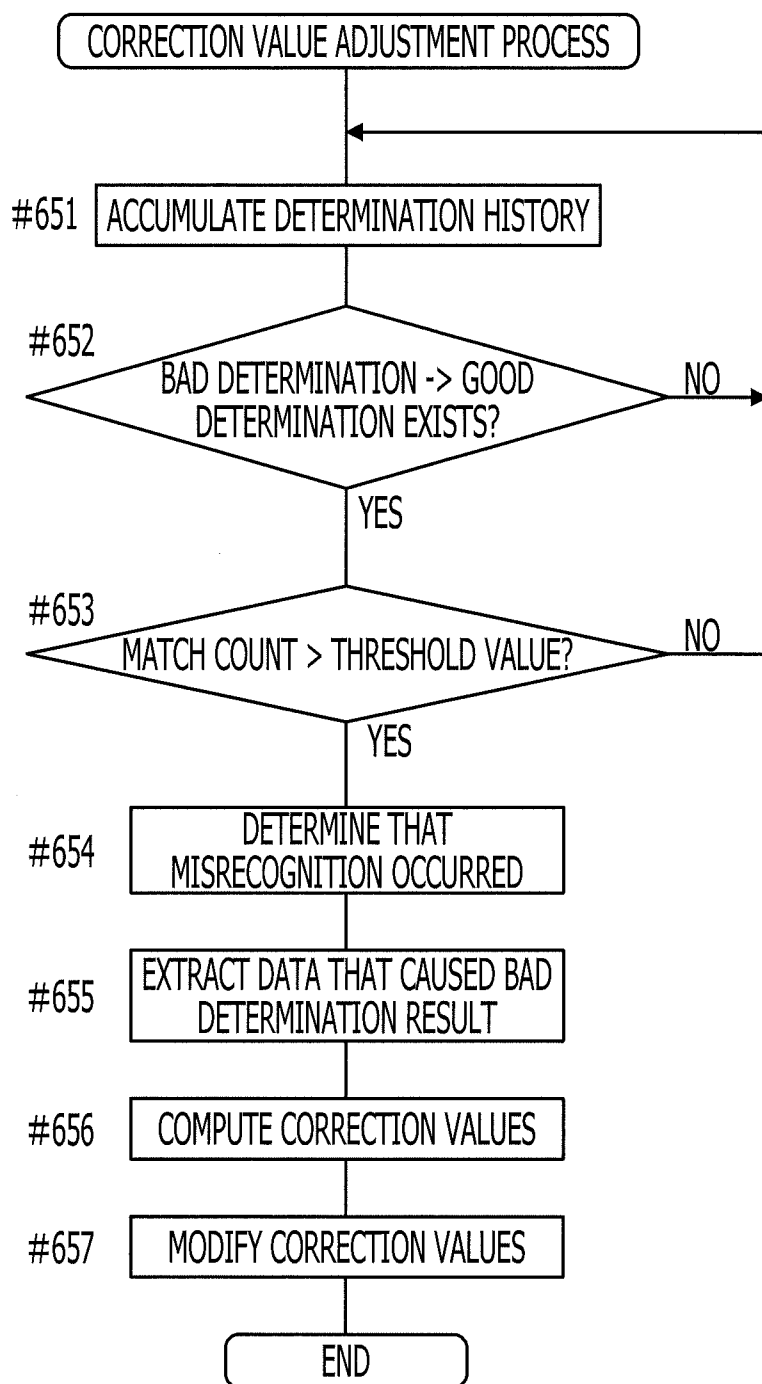 CORRECTION VALUE ADJUSTMENT PROCESS
#651
ACCUMULATE DETERMINATION HISTORY
#652
BAD DETERMINATION -> GOOD
DETERMINATION EXISTS?
NO
YES
#653
MATCH COUNT > THRESHOLD VALUE?
NO
YES
#654
DETERMINE THAT
MISRECOGNITION OCCURRED
#655
EXTRACT DATA THAT CAUSED BAD
DETERMINATION RESULT
#656
COMPUTE CORRECTION VALUES
#657
MODIFY CORRECTION VALUES
END